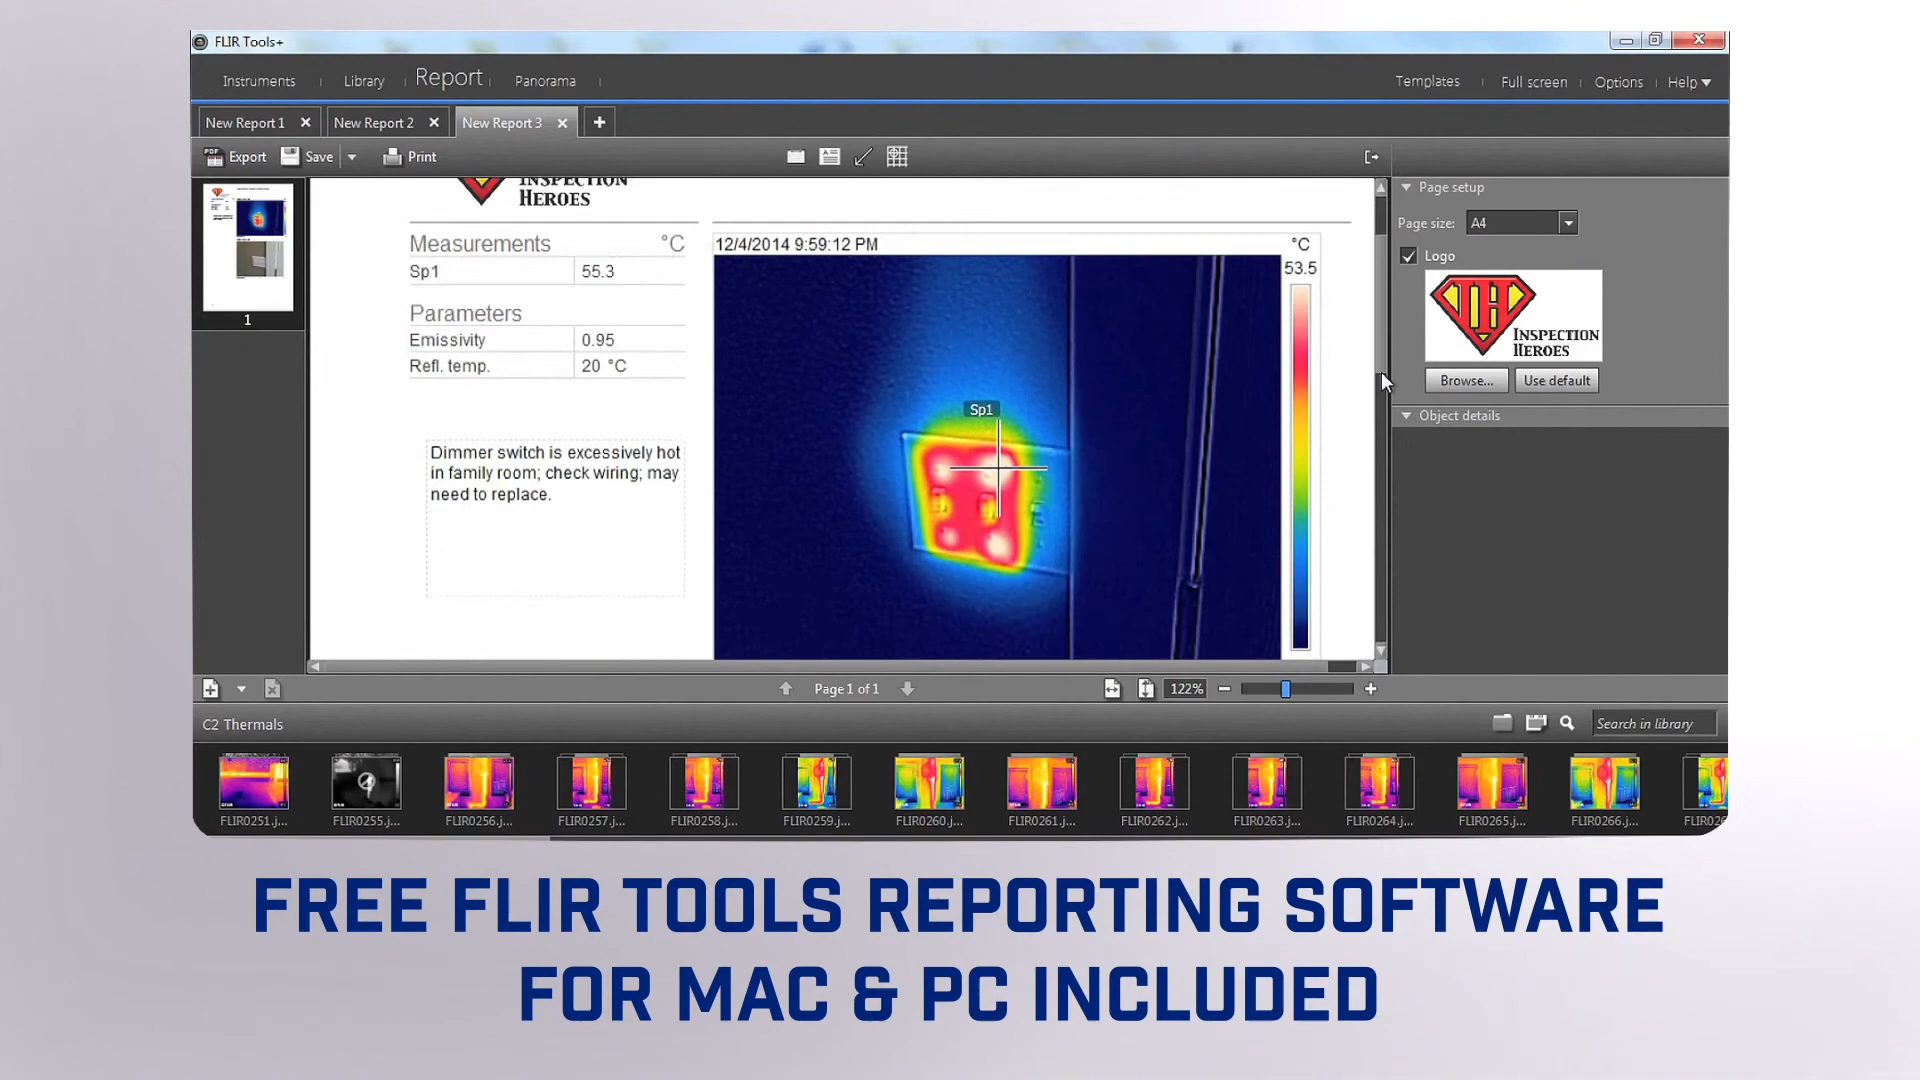 FLIR Tools+
Instruments
Library
Report
Panorama
Templates
Full screen
Options
Help
New Report 1
New Report 2
New Report 3
Export
Save
Print
INSPECTION
HEROES
Measurements °C
Sp1 55.3
Parameters
Emissivity 0.95
Refl. temp. 20 °C
Dimmer switch is excessively hot
in family room; check wiring; may
need to replace.
12/4/2014 9:59:12 PM °C
53.5
Sp1
1
Page setup
Page size: A4
Logo
INSPECTION
HEROES
Browse...
Use default
Object details
Page 1 of 1
122%
C2 Thermals
Search in library
FLIR0251.j...
FLIR0255.j...
FLIR0256.j...
FLIR0257.j...
FLIR0258.j...
FLIR0259.j...
FLIR0260.j...
FLIR0261.j...
FLIR0262.j...
FLIR0263.j...
FLIR0264.j...
FLIR0265.j...
FLIR0266.j...
FREE FLIR TOOLS REPORTING SOFTWARE
FOR MAC & PC INCLUDED